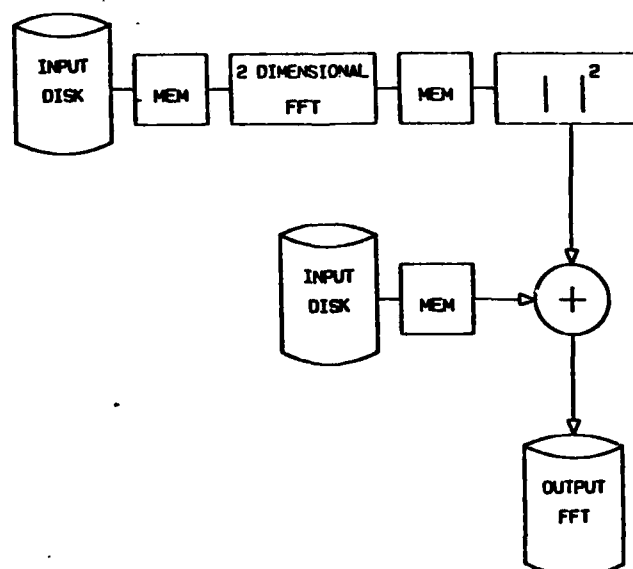 INPUT
DISK
MEM
2 DIMENSIONAL
FFT
MEM
| |²
INPUT
DISK
MEM
+
OUTPUT
FFT